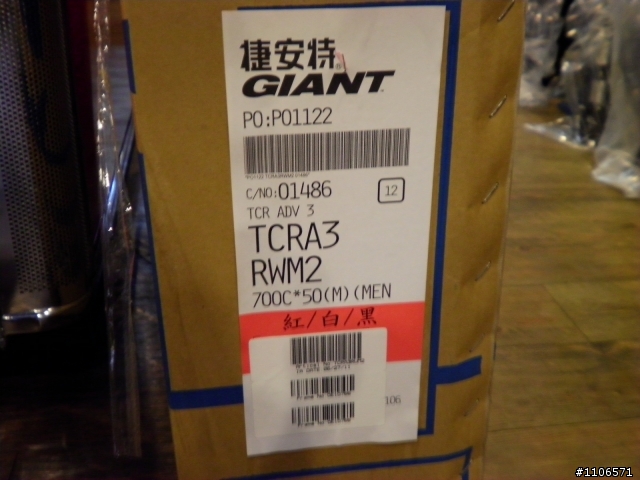 捷安特
GIANT
PO:P01122
C/NO:01486
12
TCR ADV 3
TCRA3
RWM2
700C*50(M)(MEN
紅/白/黑
106
#1106571